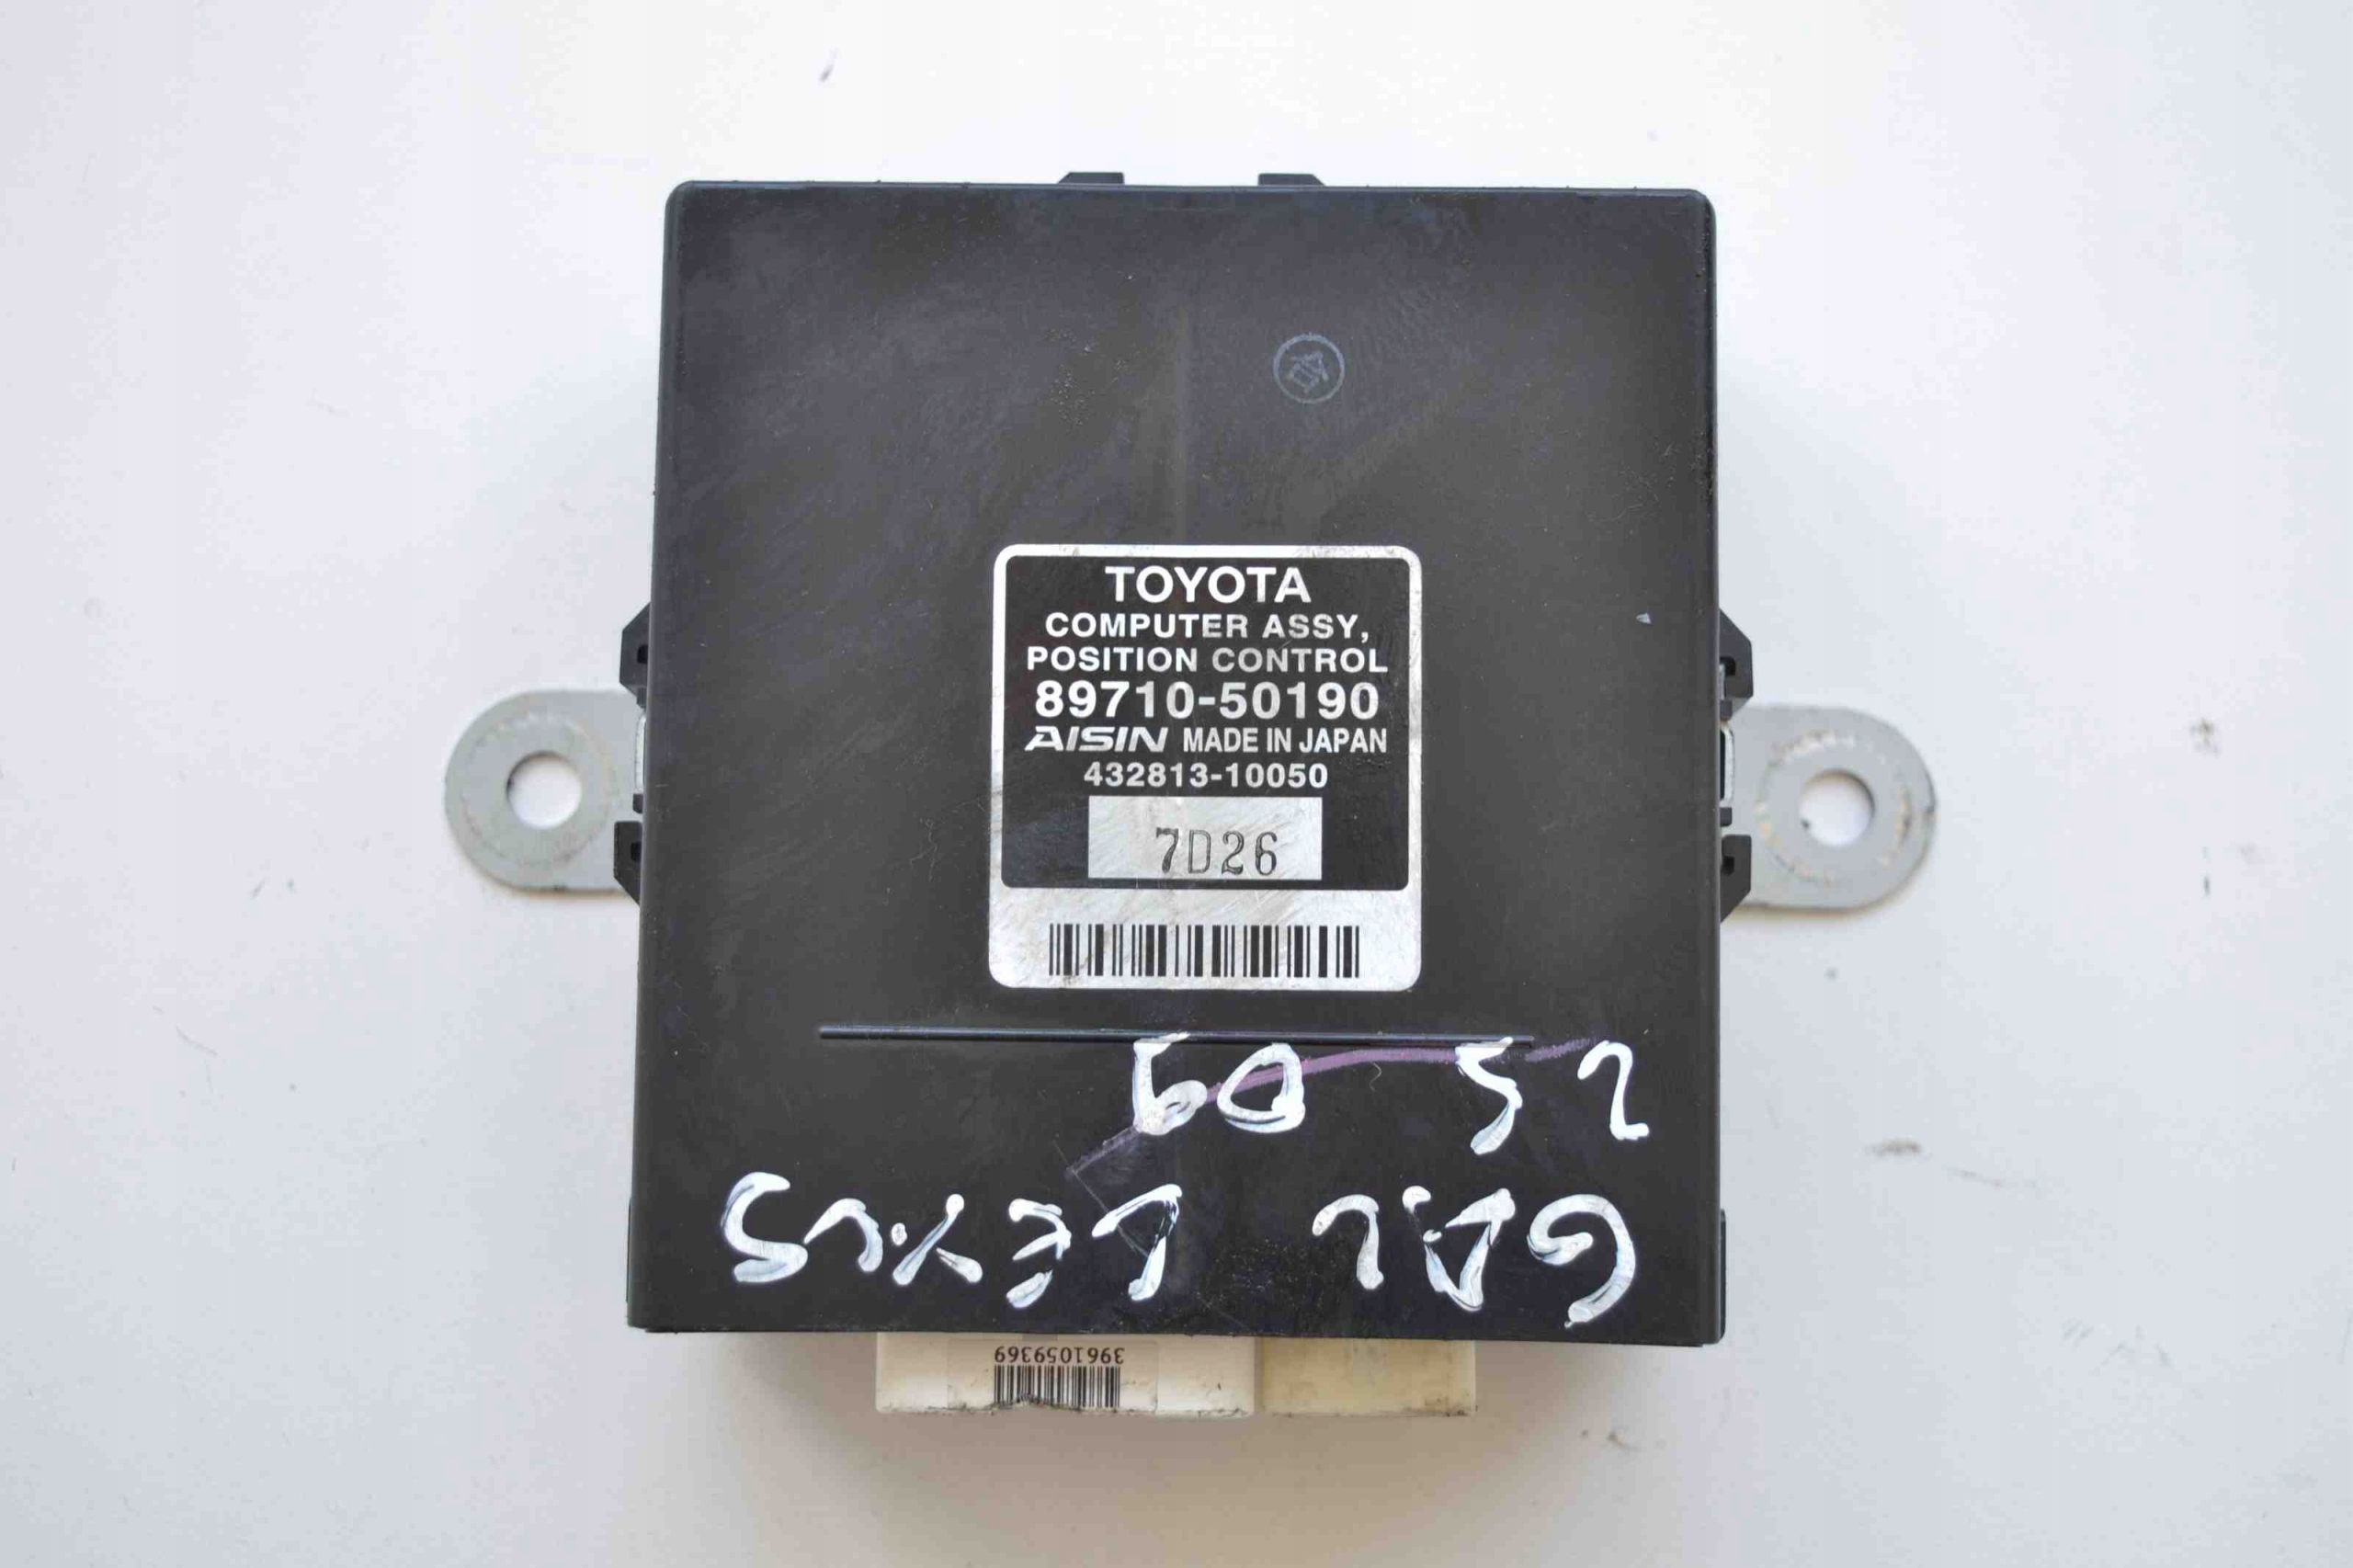 TOYOTA
COMPUTER ASSY,
POSITION CONTROL
89710-50190
AISIN MADE IN JAPAN
432813-10050
7D26
GAL LEXUS
LS 09
3961059369